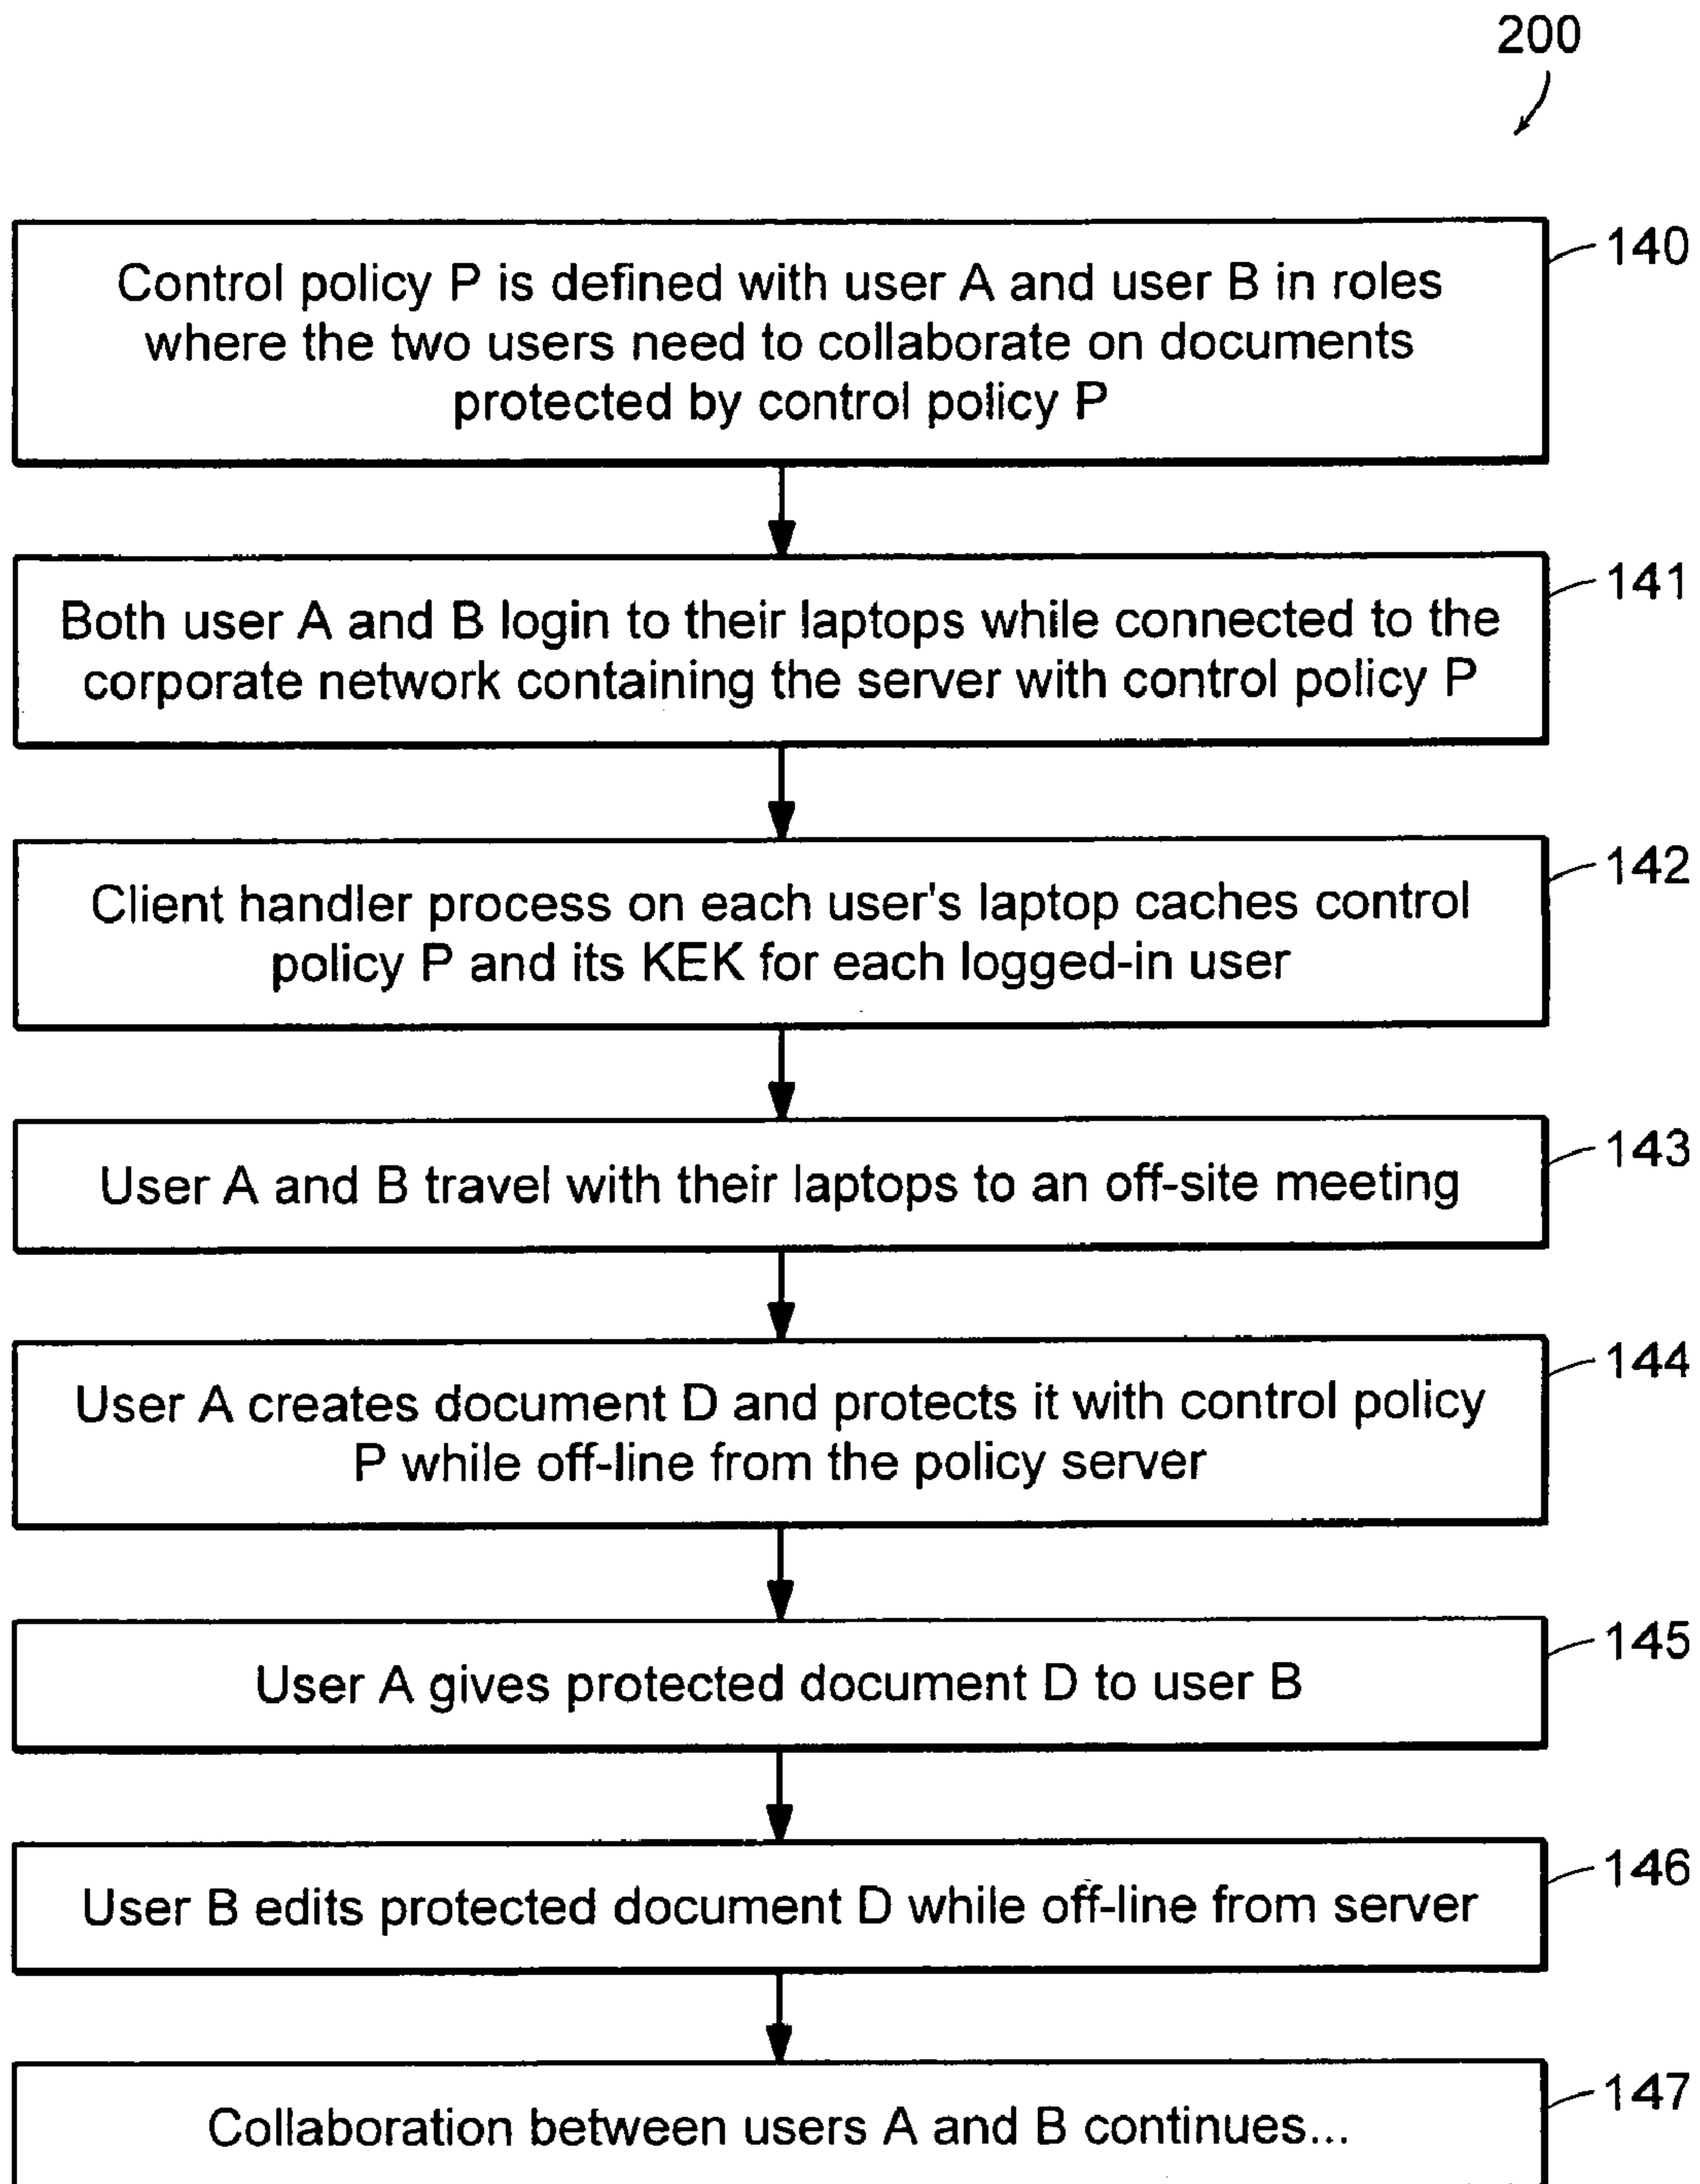 200
140
Control policy P is defined with user A and user B in roles
where the two users need to collaborate on documents
protected by control policy P
141
Both user A and B login to their laptops while connected to the
corporate network containing the server with control policy P
142
Client handler process on each user's laptop caches control
policy P and its KEK for each logged-in user
143
User A and B travel with their laptops to an off-site meeting
144
User A creates document D and protects it with control policy
P while off-line from the policy server
145
User A gives protected document D to user B
146
User B edits protected document D while off-line from server
147
Collaboration between users A and B continues...